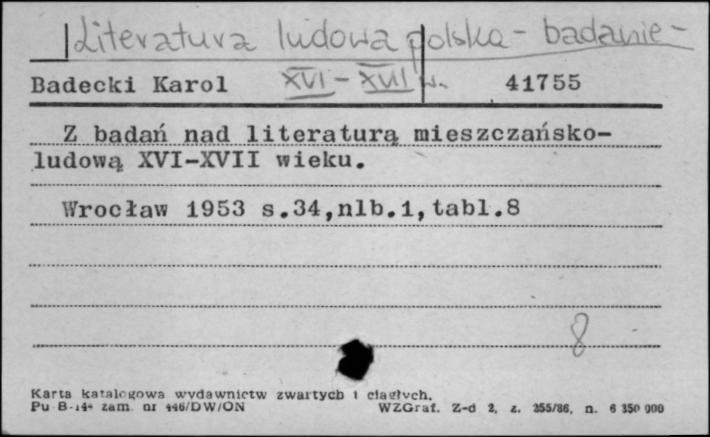 Literatura ludowa polska - badanie -
Badecki Karol XVI - XVII w. 41755
Z badań nad literaturą mieszczańsko-
ludową XVI-XVII wieku.
Wrocław 1953 s.34,nlb.1,tabl.8
8
Karta katalogowa wydawnictw zwartych i ciągłych.
Pu B-144 zam. nr 446/DW/ON WZGraf. Z-d 2, z. 255/86, n. 6 350 000